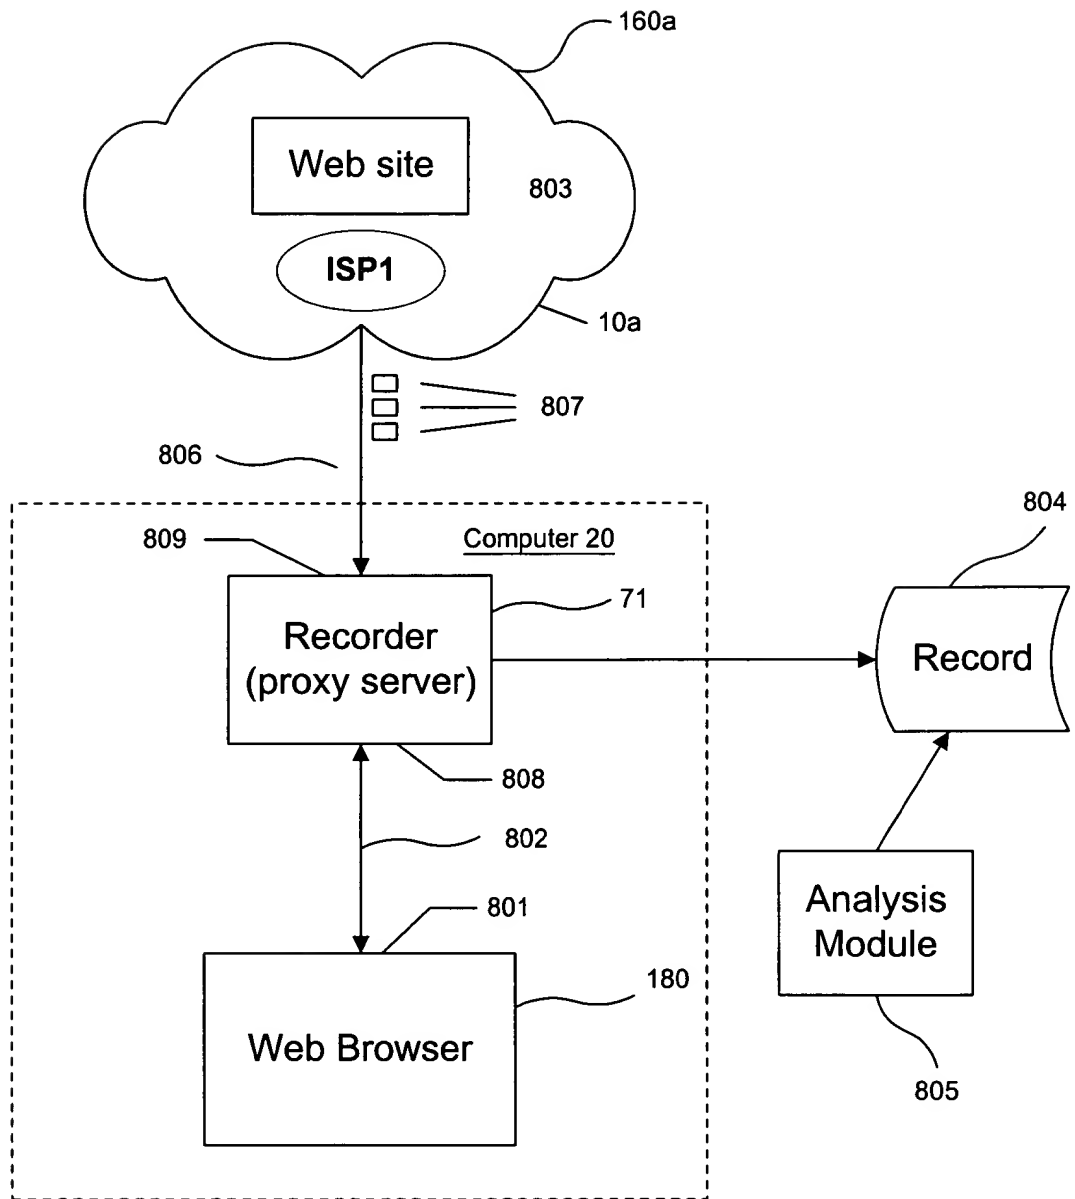 160a
Web site
803
ISP1
10a
807
806
804
809
Computer 20
71
Recorder
(proxy server)
Record
808
802
801
Analysis
Module
180
Web Browser
805